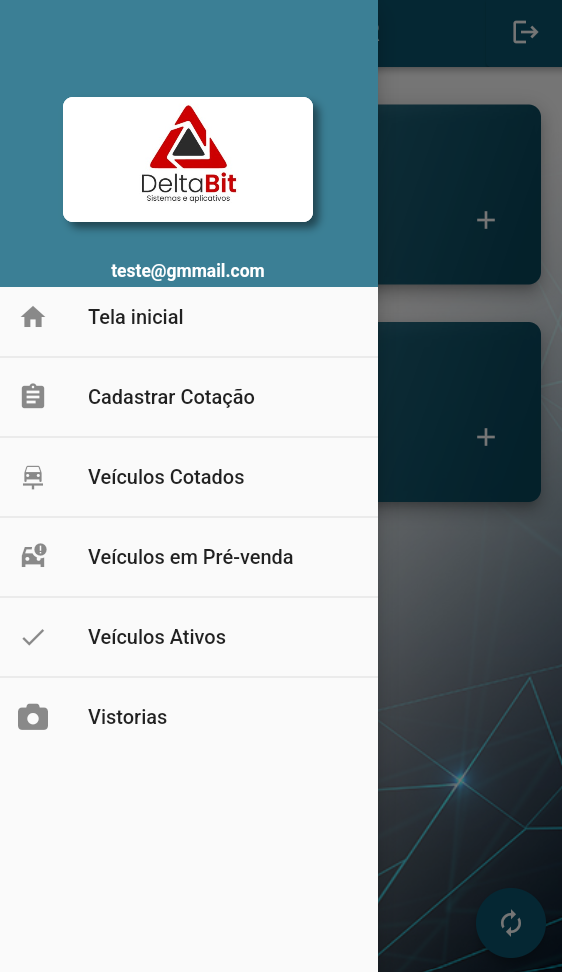 DeltaBit
Sistemas e aplicativos
teste@gmmail.com
Tela inicial
Cadastrar Cotação
Veículos Cotados
Veículos em Pré-venda
Veículos Ativos
Vistorias